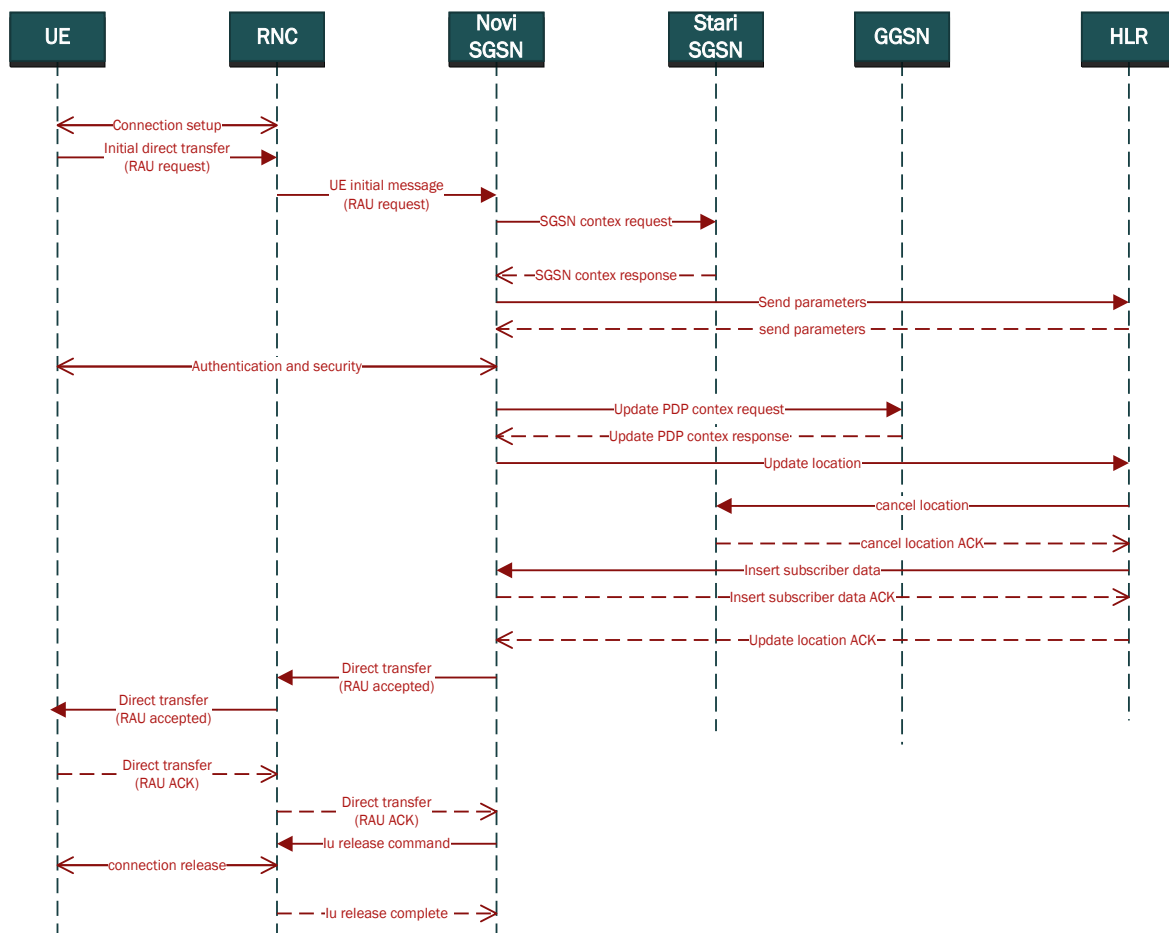 UE
RNC
Novi
SGSN
Stari
SGSN
GGSN
HLR
Connection setup
Initial direct transfer
(RAU request)
UE initial message
(RAU request)
SGSN contex request
SGSN contex response
Send parameters
send parameters
Authentication and security
Update PDP contex request
Update PDP contex response
Update location
cancel location
cancel location ACK
Insert subscriber data
Insert subscriber data ACK
Update location ACK
Direct transfer
(RAU accepted)
Direct transfer
(RAU accepted)
Direct transfer
(RAU ACK)
Direct transfer
(RAU ACK)
Iu release command
connection release
Iu release complete